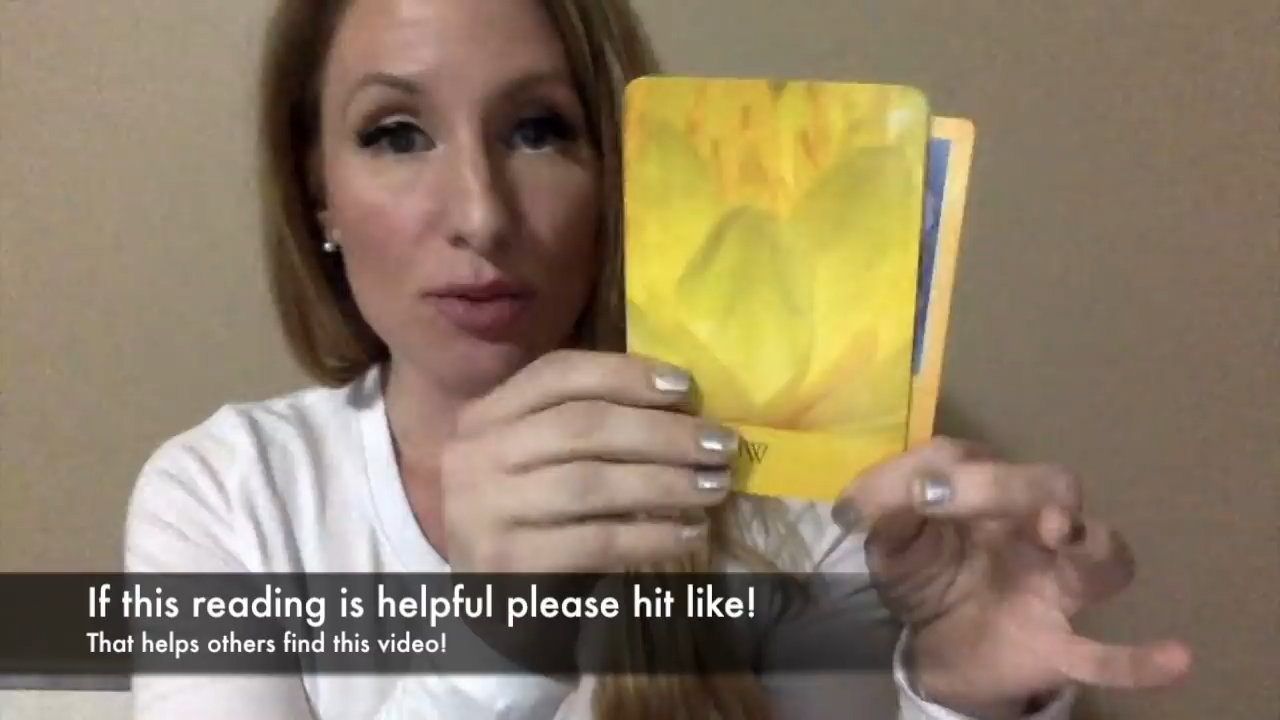 If this reading is helpful please hit like!
That helps others find this video!